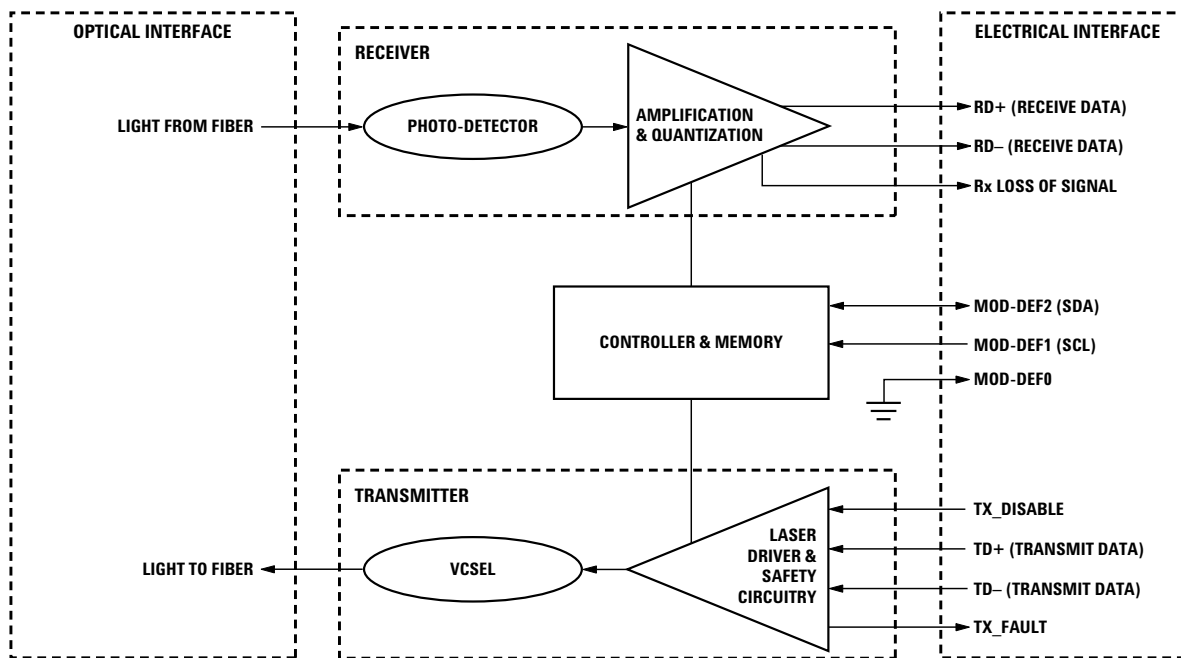 OPTICAL INTERFACE
ELECTRICAL INTERFACE
RECEIVER
LIGHT FROM FIBER
PHOTO-DETECTOR
AMPLIFICATION
& QUANTIZATION
RD+ (RECEIVE DATA)
RD– (RECEIVE DATA)
Rx LOSS OF SIGNAL
CONTROLLER & MEMORY
MOD-DEF2 (SDA)
MOD-DEF1 (SCL)
MOD-DEF0
TRANSMITTER
LIGHT TO FIBER
VCSEL
LASER
DRIVER &
SAFETY
CIRCUITRY
TX_DISABLE
TD+ (TRANSMIT DATA)
TD– (TRANSMIT DATA)
TX_FAULT